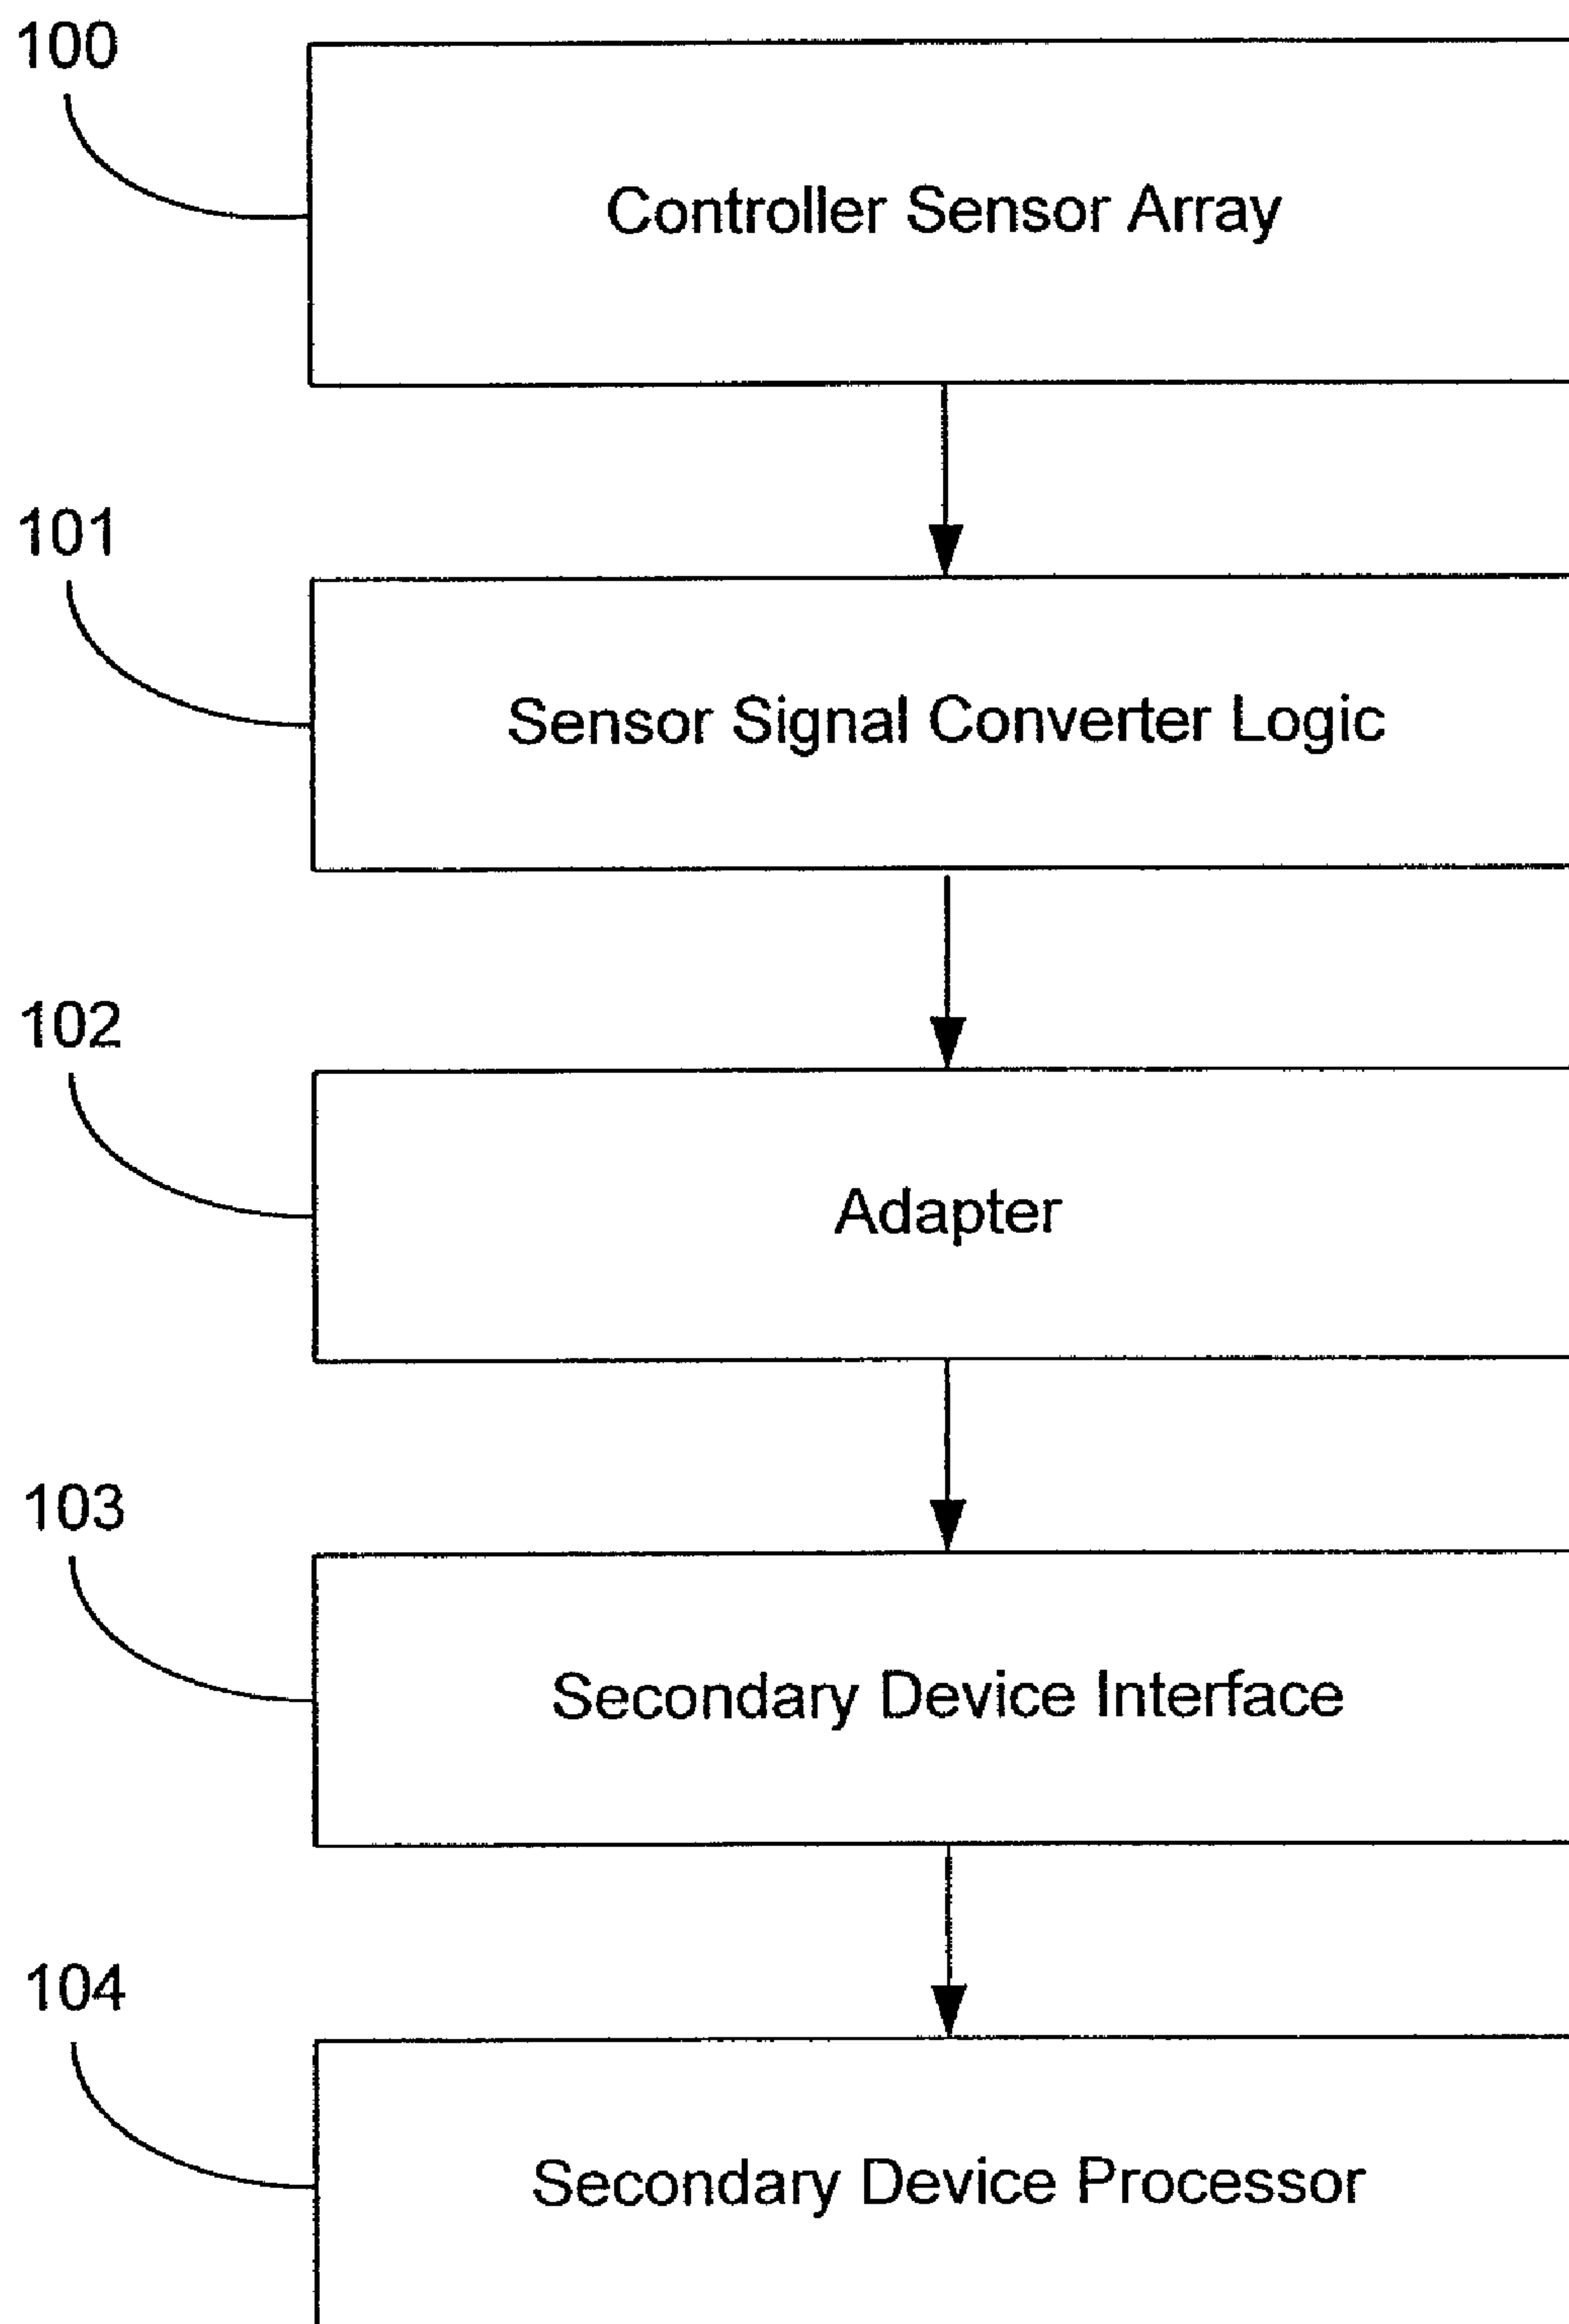 100
Controller Sensor Array
101
Sensor Signal Converter Logic
102
Adapter
103
Secondary Device Interface
104
Secondary Device Processor